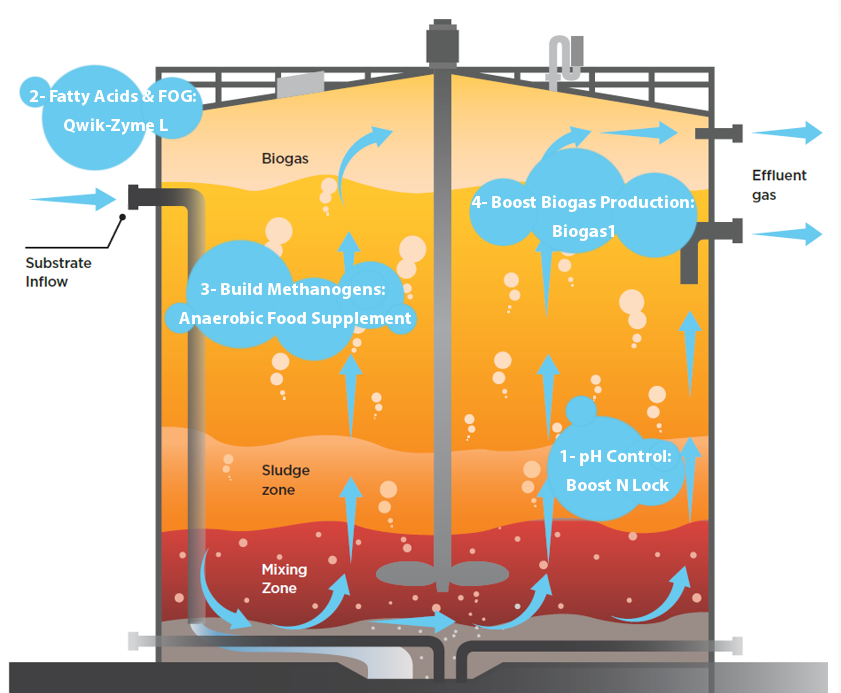 2- Fatty Acids & FOG:
Qwik-Zyme L
Biogas
Effluent
gas
4- Boost Biogas Production:
Biogas1
Substrate
Inflow
3- Build Methanogens:
Anaerobic Food Supplement
1- pH Control:
Boost N Lock
Sludge
zone
Mixing
Zone